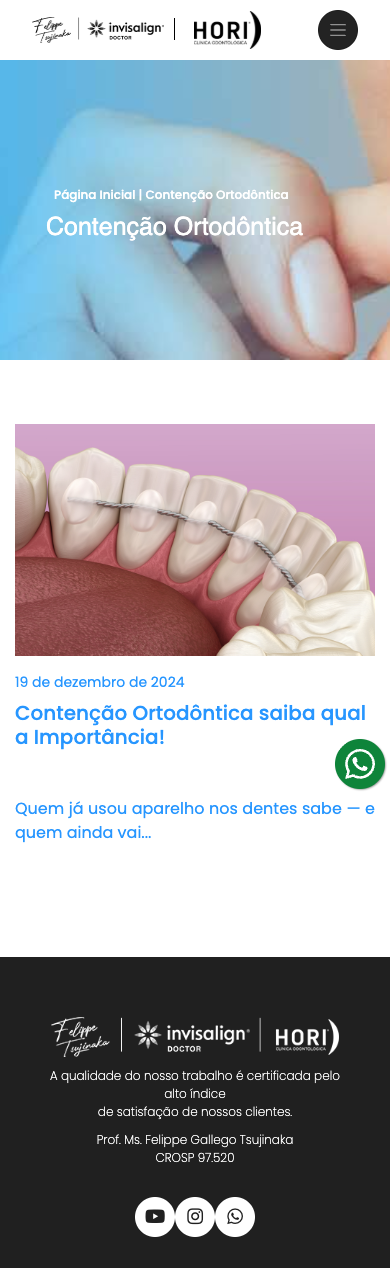 Felippe
Tsujinaka
invisalign
DOCTOR
HORI
CLÍNICA ODONTOLÓGICA
Página Inicial | Contenção Ortodôntica
Contenção Ortodôntica
19 de dezembro de 2024
Contenção Ortodôntica saiba qual
a Importância!
Quem já usou aparelho nos dentes sabe — e
quem ainda vai...
Felippe
Tsujinaka
invisalign
DOCTOR
HORI
CLÍNICA ODONTOLÓGICA
A qualidade do nosso trabalho é certificada pelo
alto índice
de satisfação de nossos clientes.
Prof. Ms. Felippe Gallego Tsujinaka
CROSP 97.520